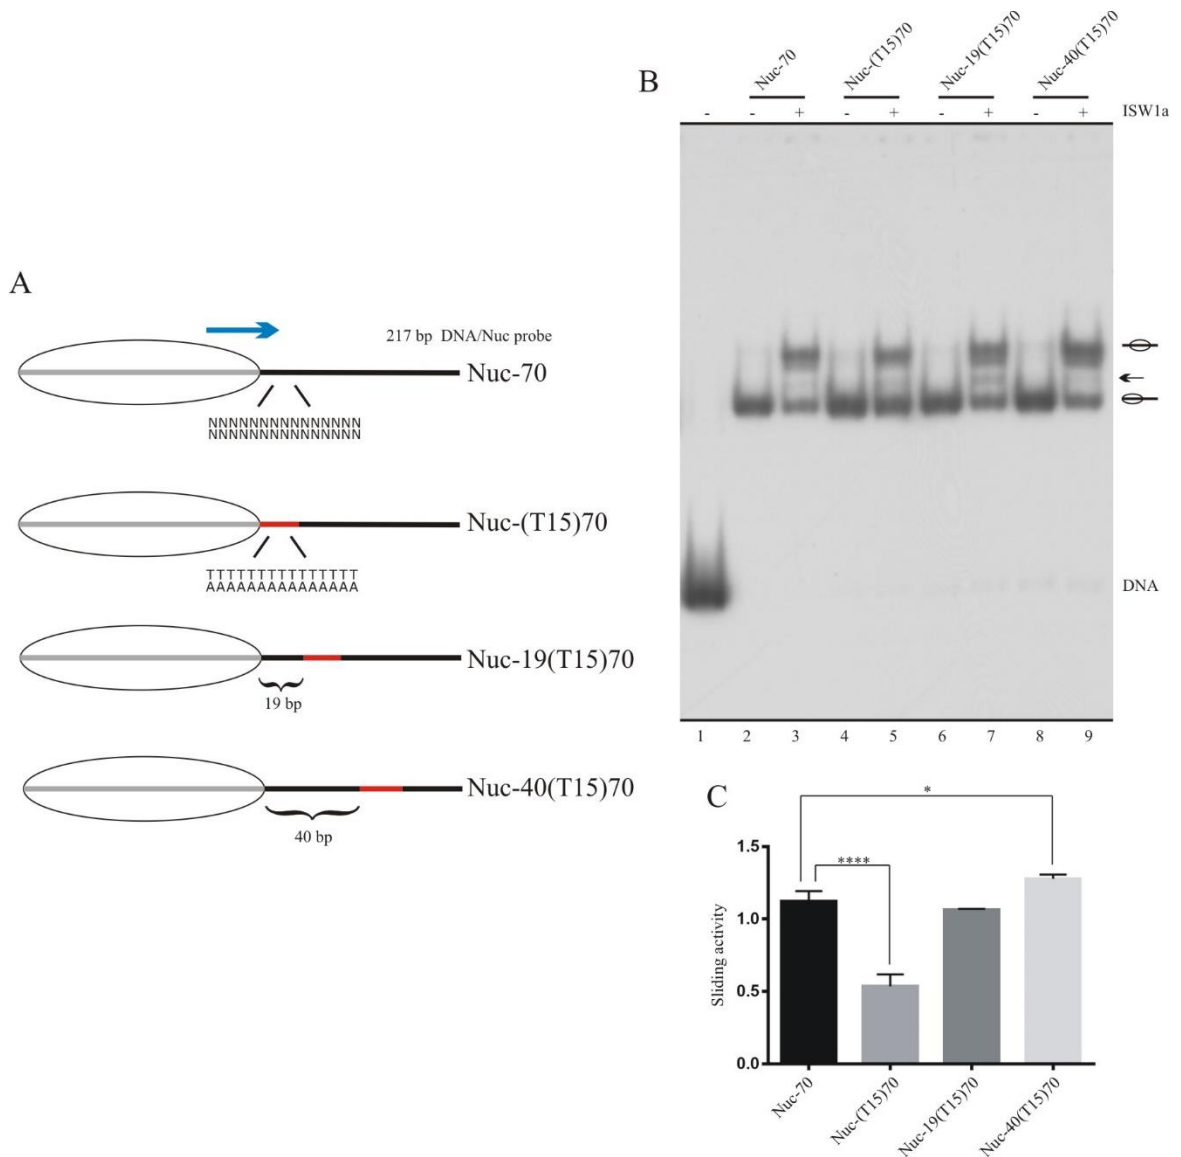 A
217 bp DNA/Nuc probe
Nuc-70
NNNNNNNNNNNNNNN
NNNNNNNNNNNNNNN
Nuc-(T15)70
TTTTTTTTTTTTTTT
AAAAAAAAAAAAAAA
Nuc-19(T15)70
19 bp
Nuc-40(T15)70
40 bp
B
Nuc-70 Nuc-(T15)70 Nuc-19(T15)70 Nuc-40(T15)70
- - + - + - + - + ISW1a
DNA
1 2 3 4 5 6 7 8 9
C
*
****
1.5
1.0
0.5
0.0
Sliding activity
Nuc-70 Nuc-(T15)70 Nuc-19(T15)70 Nuc-40(T15)70